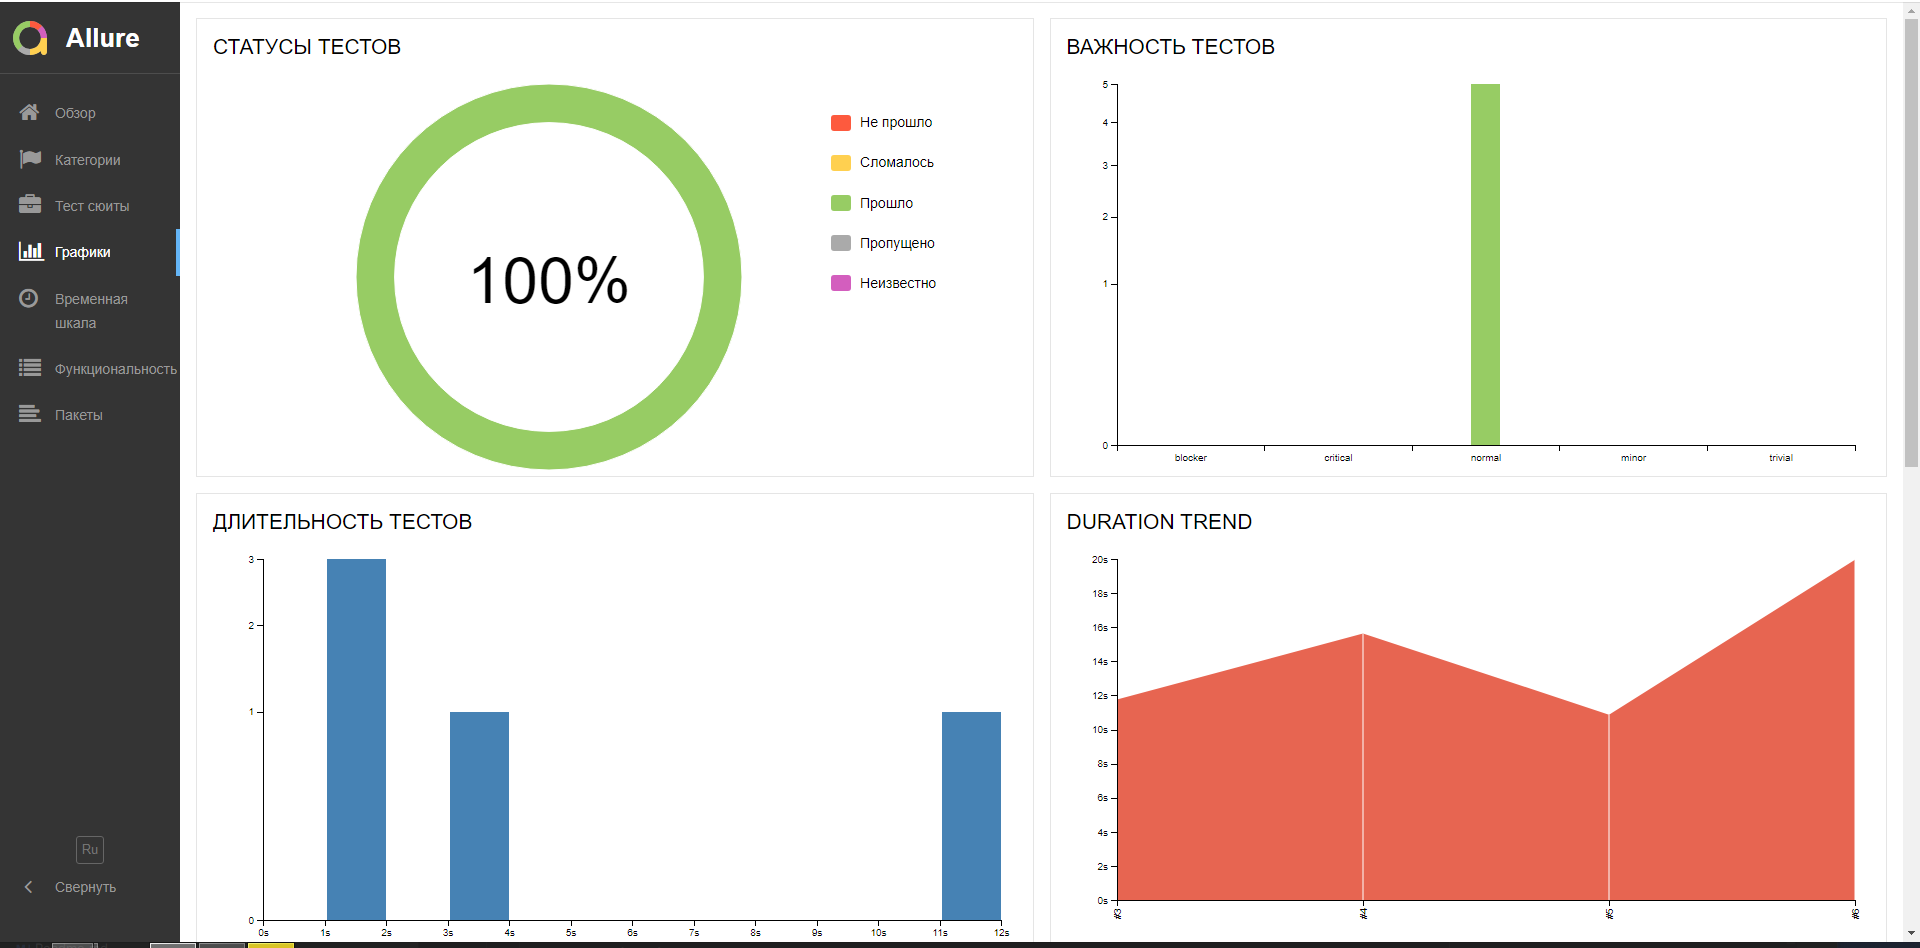 Allure
Обзор
Категории
Тест сюиты
Графики
Временная
шкала
Функциональность
Пакеты
Ru
Свернуть
СТАТУСЫ ТЕСТОВ
100%
Не прошло
Сломалось
Прошло
Пропущено
Неизвестно
ВАЖНОСТЬ ТЕСТОВ
5
4
3
2
1
0
blocker critical normal minor trivial
ДЛИТЕЛЬНОСТЬ ТЕСТОВ
3
2
1
0
0s 1s 2s 3s 4s 5s 6s 7s 8s 9s 10s 11s 12s
DURATION TREND
20s
18s
16s
14s
12s
10s
8s
6s
4s
2s
0s
#3 #4 #5 #6